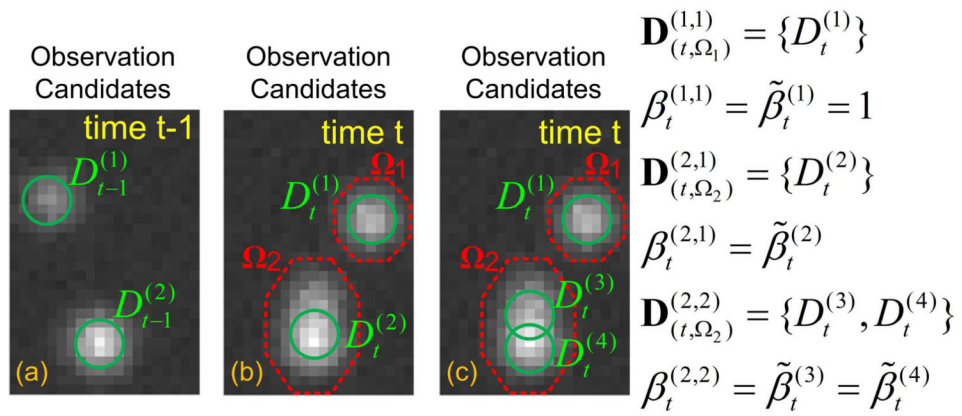 Observation
Candidates
time t-1
D_{t-1}^{(1)}
D_{t-1}^{(2)}
(a)
Observation
Candidates
time t
Ω₁
D_t^{(1)}
Ω₂
D_t^{(2)}
(b)
Observation
Candidates
time t
Ω₁
D_t^{(1)}
Ω₂
D_t^{(3)}
D_t^{(4)}
(c)
𝐃_{(t,Ω₁)}^{(1,1)} = {D_t^{(1)}}
β_t^{(1,1)} = β̃_t^{(1)} = 1
𝐃_{(t,Ω₂)}^{(2,1)} = {D_t^{(2)}}
β_t^{(2,1)} = β̃_t^{(2)}
𝐃_{(t,Ω₂)}^{(2,2)} = {D_t^{(3)}, D_t^{(4)}}
β_t^{(2,2)} = β̃_t^{(3)} = β̃_t^{(4)}